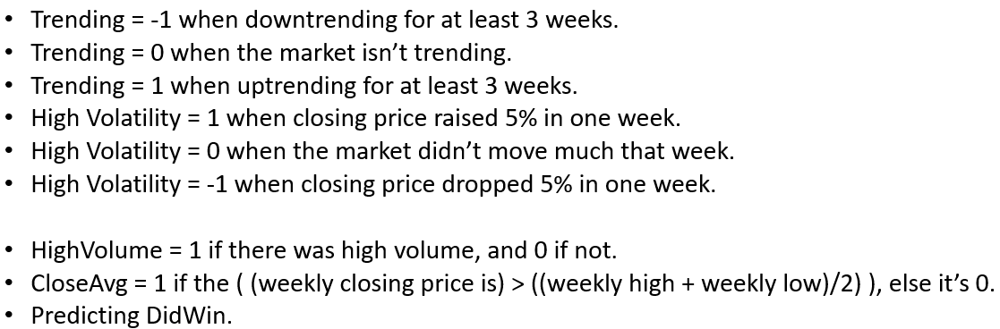 • Trending = -1 when downtrending for at least 3 weeks.
• Trending = 0 when the market isn’t trending.
• Trending = 1 when uptrending for at least 3 weeks.
• High Volatility = 1 when closing price raised 5% in one week.
• High Volatility = 0 when the market didn’t move much that week.
• High Volatility = -1 when closing price dropped 5% in one week.
• HighVolume = 1 if there was high volume, and 0 if not.
• CloseAvg = 1 if the ( (weekly closing price is) > ((weekly high + weekly low)/2) ), else it’s 0.
• Predicting DidWin.